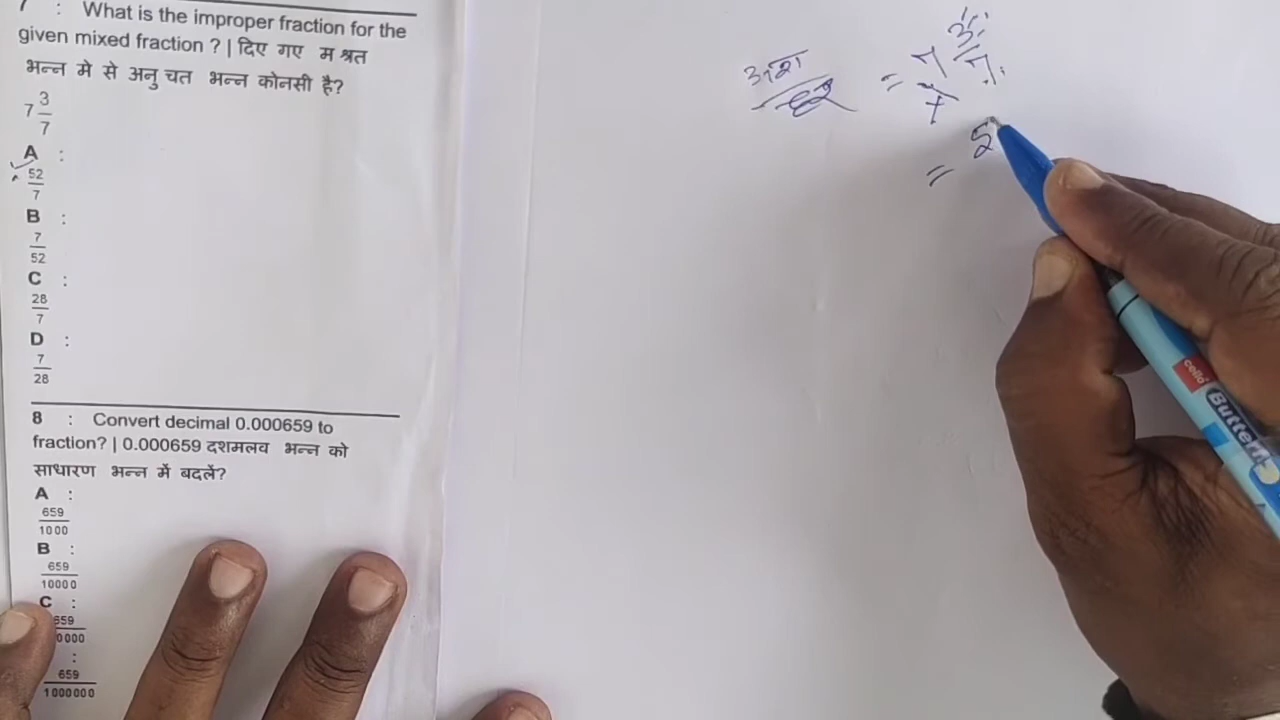 7 : What is the improper fraction for the
given mixed fraction ? | दिए गए म श्रत
भन्न मे से अनु चत भन्न कोनसी है?
7 3/7
A :
52/7
B :
7/52
C :
28/7
D :
7/28
8 : Convert decimal 0.000659 to
fraction? | 0.000659 दशमलव भन्न को
साधारण भन्न में बदलें?
A :
659/1000
B :
659/10000
C :
659
0000
:
659/1000000
= 7 3/7
+
= 5
cello
Butterf